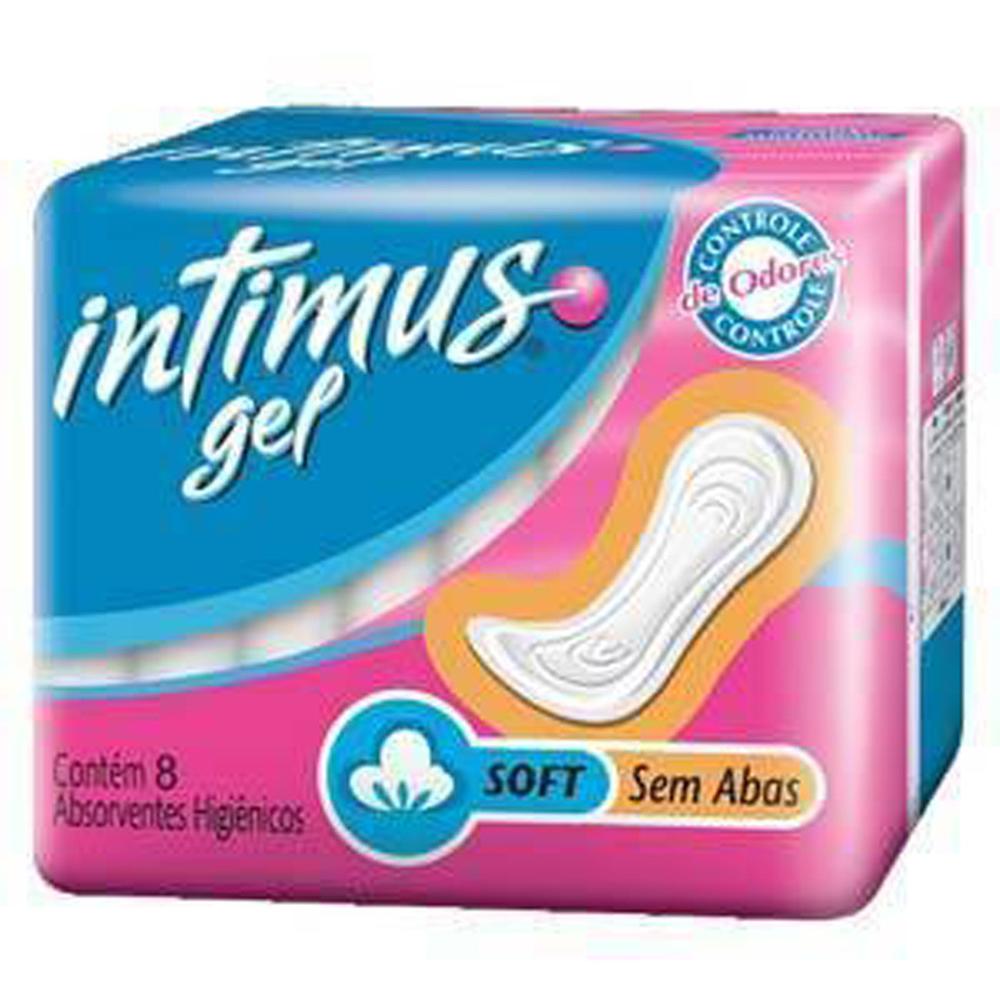 intimus
gel
CONTROLE
de Odores
CONTROLE
Contém 8
Absorventes Higiênicos
SOFT
Sem Abas